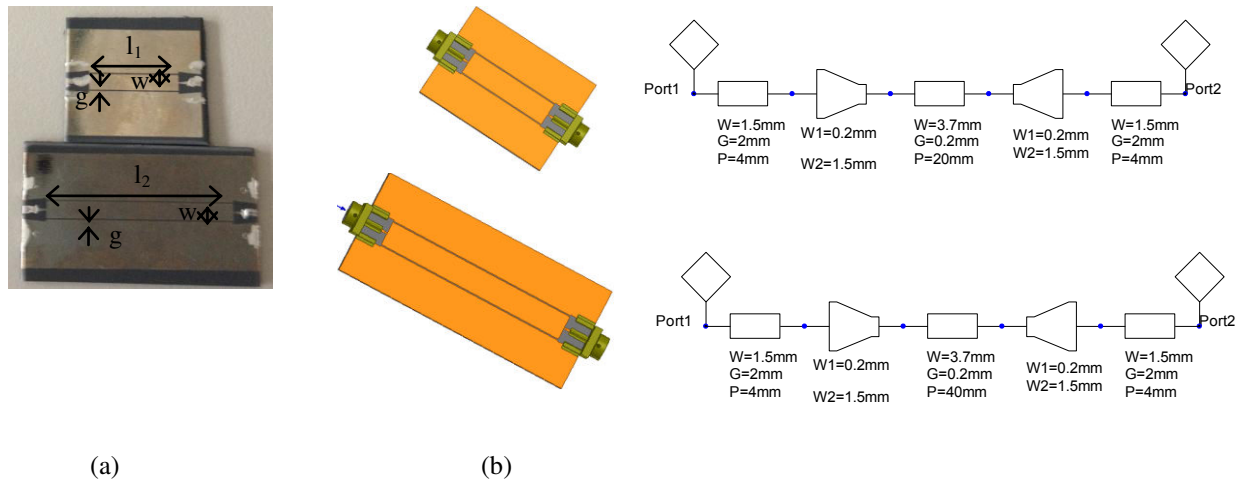 l1
w
g
l2
w
g
Port1
Port2
W=1.5mm
G=2mm
P=4mm
W1=0.2mm
W2=1.5mm
W=3.7mm
G=0.2mm
P=20mm
W1=0.2mm
W2=1.5mm
W=1.5mm
G=2mm
P=4mm
Port1
Port2
W=1.5mm
G=2mm
P=4mm
W1=0.2mm
W2=1.5mm
W=3.7mm
G=0.2mm
P=40mm
W1=0.2mm
W2=1.5mm
W=1.5mm
G=2mm
P=4mm
(a)
(b)